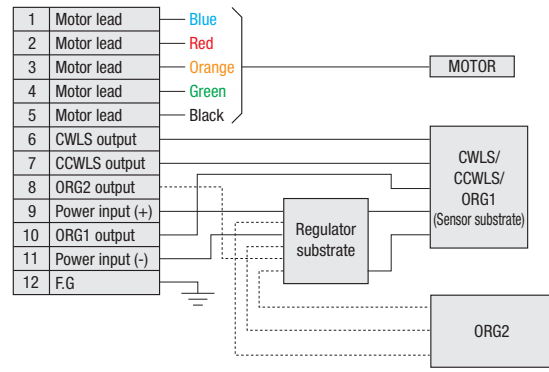 1 Motor lead Blue
2 Motor lead Red
3 Motor lead Orange
4 Motor lead Green
5 Motor lead Black
6 CWLS output
7 CCWLS output
8 ORG2 output
9 Power input (+)
10 ORG1 output
11 Power input (-)
12 F.G
MOTOR
CWLS/
CCWLS/
ORG1
(Sensor substrate)
Regulator
substrate
ORG2